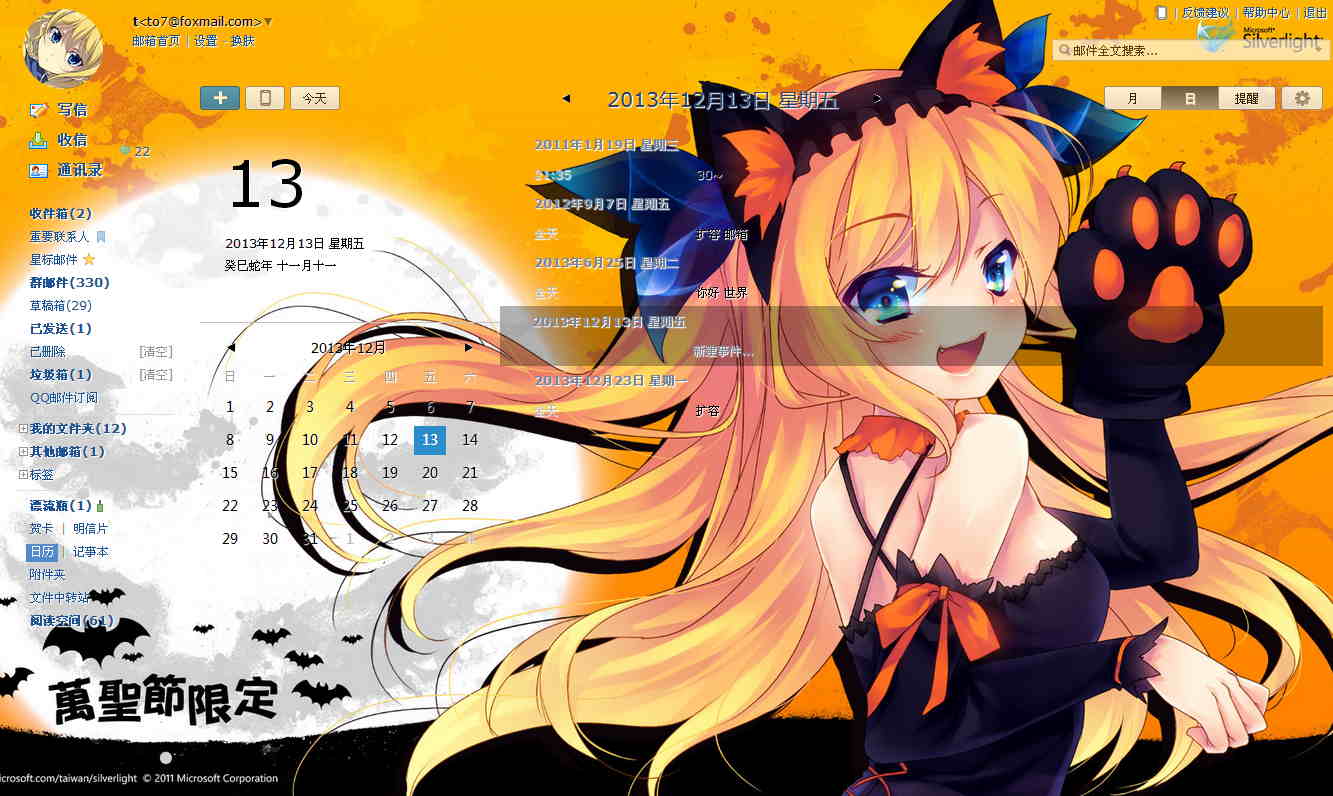 t<to7@foxmail.com>
邮箱首页 | 设置 - 换肤
反馈建议 | 帮助中心 | 退出
Microsoft
Silverlight
邮件全文搜索...
写信
收信
通讯录
22
收件箱(2)
重要联系人
星标邮件
群邮件(330)
草稿箱(29)
已发送(1)
已删除 [清空]
垃圾箱(1) [清空]
QQ邮件订阅
我的文件夹(12)
其他邮箱(1)
标签
漂流瓶(1)
贺卡 | 明信片
日历 | 记事本
附件夹
文件中转站
阅读空间(61)
+ 今天
13
2013年12月13日 星期五
癸巳蛇年 十一月十一
2013年12月
日 一 二 三 四 五 六
1 2 3 4 5 6 7
8 9 10 11 12 13 14
15 16 17 18 19 20 21
22 23 24 25 26 27 28
29 30 31 1 2 3 4
2013年12月13日 星期五
月 日 提醒
2011年1月19日 星期三
30~
2012年9月7日 星期五
全天 扩容 邮箱
2013年6月25日 星期二
全天 你好 世界
2013年12月13日 星期五
新建事件...
2013年12月23日 星期一
全天 扩容
萬聖節限定
icrosoft.com/taiwan/silverlight © 2011 Microsoft Corporation